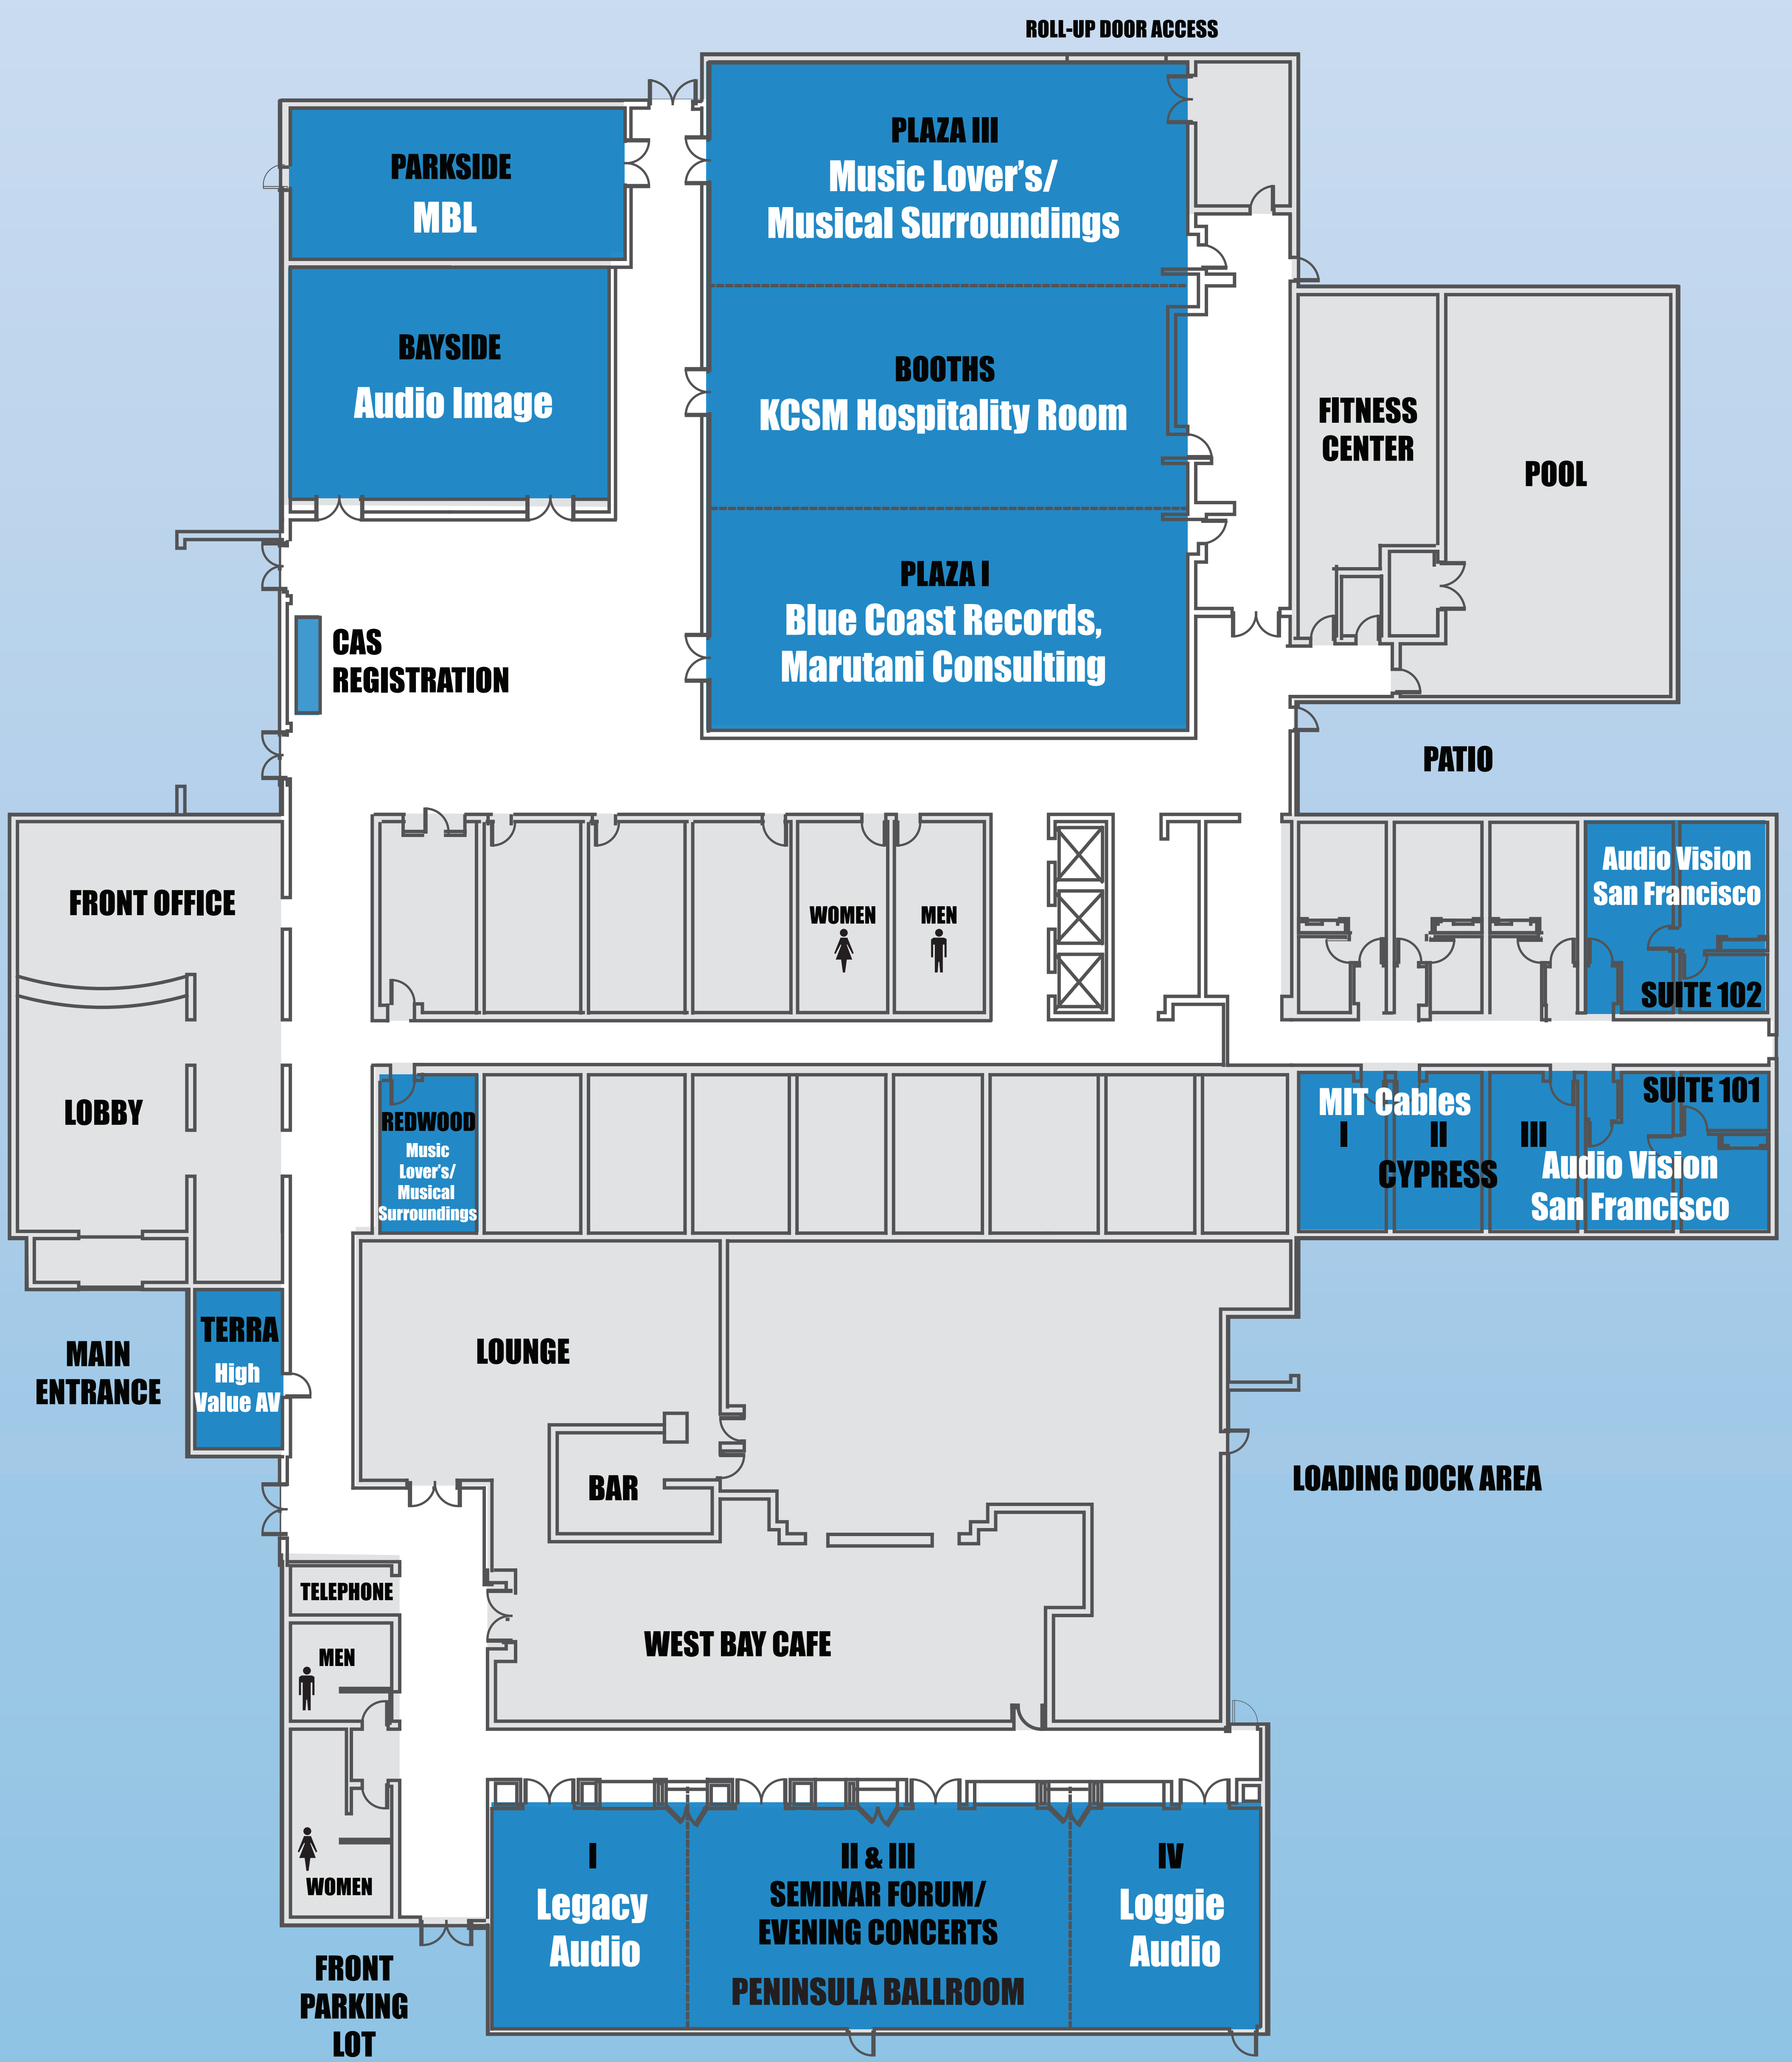 ROLL-UP DOOR ACCESS
PARKSIDE
MBL
PLAZA III
Music Lover's/
Musical Surroundings
BAYSIDE
Audio Image
BOOTHS
KCSM Hospitality Room
FITNESS
CENTER
POOL
PLAZA I
Blue Coast Records,
Marutani Consulting
CAS
REGISTRATION
PATIO
FRONT OFFICE
WOMEN
MEN
Audio Vision
San Francisco
SUITE 102
LOBBY
REDWOOD
Music
Lover's/
Musical
Surroundings
MIT Cables
I
II
III
CYPRESS
SUITE 101
Audio Vision
San Francisco
TERRA
High
Value AV
MAIN
ENTRANCE
LOUNGE
BAR
LOADING DOCK AREA
TELEPHONE
MEN
WEST BAY CAFE
WOMEN
I
Legacy
Audio
II & III
SEMINAR FORUM/
EVENING CONCERTS
PENINSULA BALLROOM
IV
Loggie
Audio
FRONT
PARKING
LOT